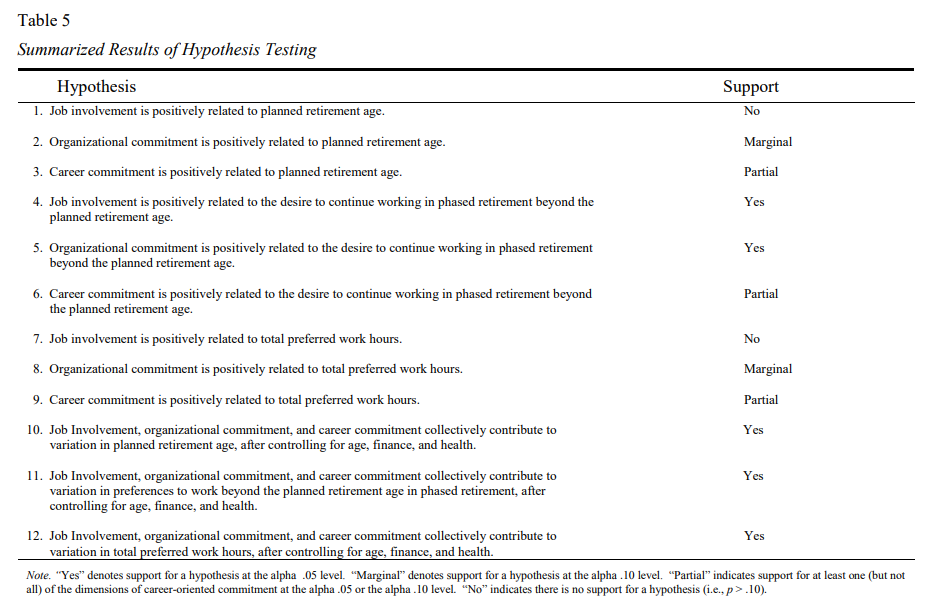 Table 5
Summarized Results of Hypothesis Testing
Hypothesis Support
1. Job involvement is positively related to planned retirement age. No
2. Organizational commitment is positively related to planned retirement age. Marginal
3. Career commitment is positively related to planned retirement age. Partial
4. Job involvement is positively related to the desire to continue working in phased retirement beyond the Yes
planned retirement age.
5. Organizational commitment is positively related to the desire to continue working in phased retirement Yes
beyond the planned retirement age.
6. Career commitment is positively related to the desire to continue working in phased retirement beyond Partial
the planned retirement age.
7. Job involvement is positively related to total preferred work hours. No
8. Organizational commitment is positively related to total preferred work hours. Marginal
9. Career commitment is positively related to total preferred work hours. Partial
10. Job Involvement, organizational commitment, and career commitment collectively contribute to Yes
variation in planned retirement age, after controlling for age, finance, and health.
11. Job Involvement, organizational commitment, and career commitment collectively contribute to Yes
variation in preferences to work beyond the planned retirement age in phased retirement, after
controlling for age, finance, and health.
12. Job Involvement, organizational commitment, and career commitment collectively contribute to Yes
variation in total preferred work hours, after controlling for age, finance, and health.
Note. “Yes” denotes support for a hypothesis at the alpha .05 level. “Marginal” denotes support for a hypothesis at the alpha .10 level. “Partial” indicates support for at least one (but not
all) of the dimensions of career-oriented commitment at the alpha .05 or the alpha .10 level. “No” indicates there is no support for a hypothesis (i.e., p > .10).